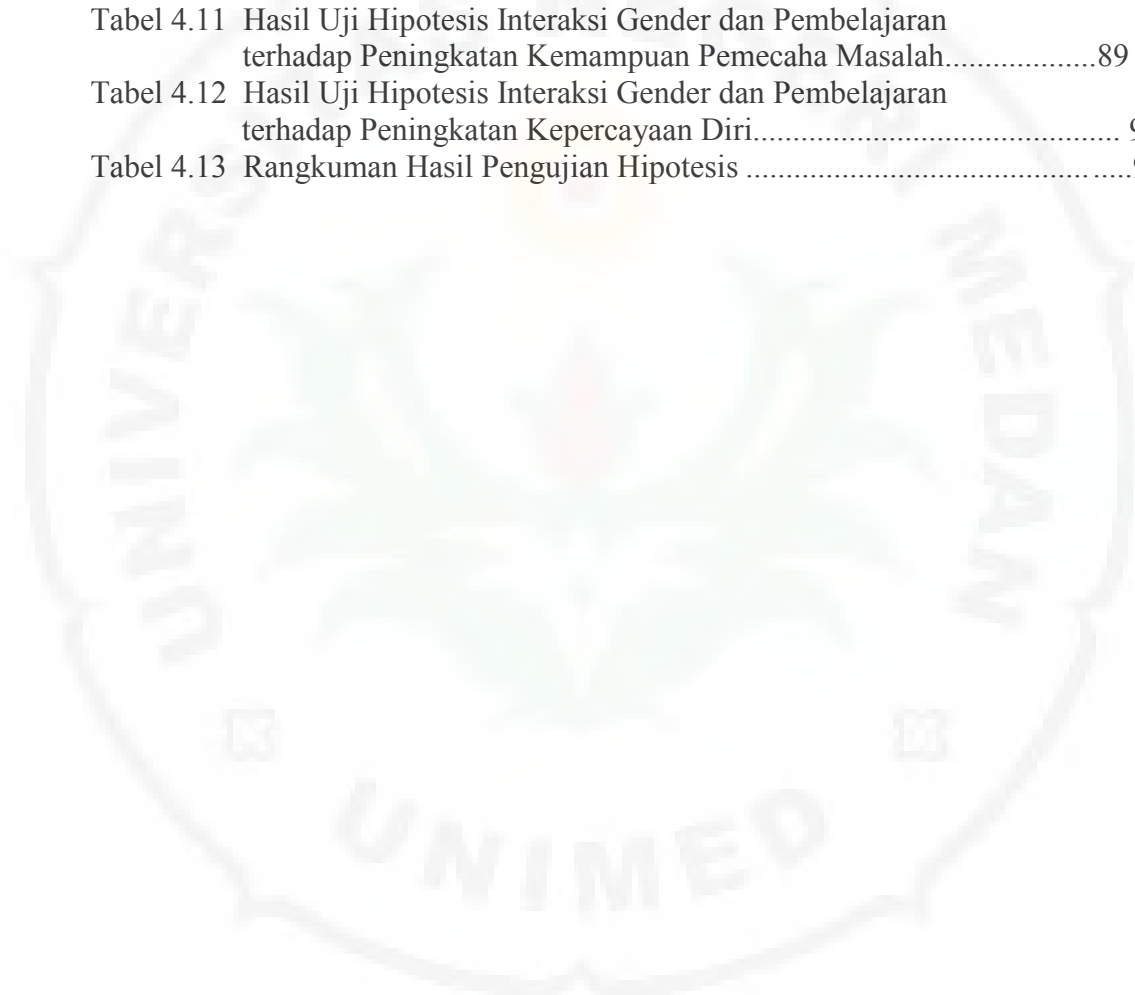 Tabel 4.11 Hasil Uji Hipotesis Interaksi Gender dan Pembelajaran
terhadap Peningkatan Kemampuan Pemecaha Masalah..................89
Tabel 4.12 Hasil Uji Hipotesis Interaksi Gender dan Pembelajaran
terhadap Peningkatan Kepercayaan Diri............................................
Tabel 4.13 Rangkuman Hasil Pengujian Hipotesis ..............................................
UNIMED